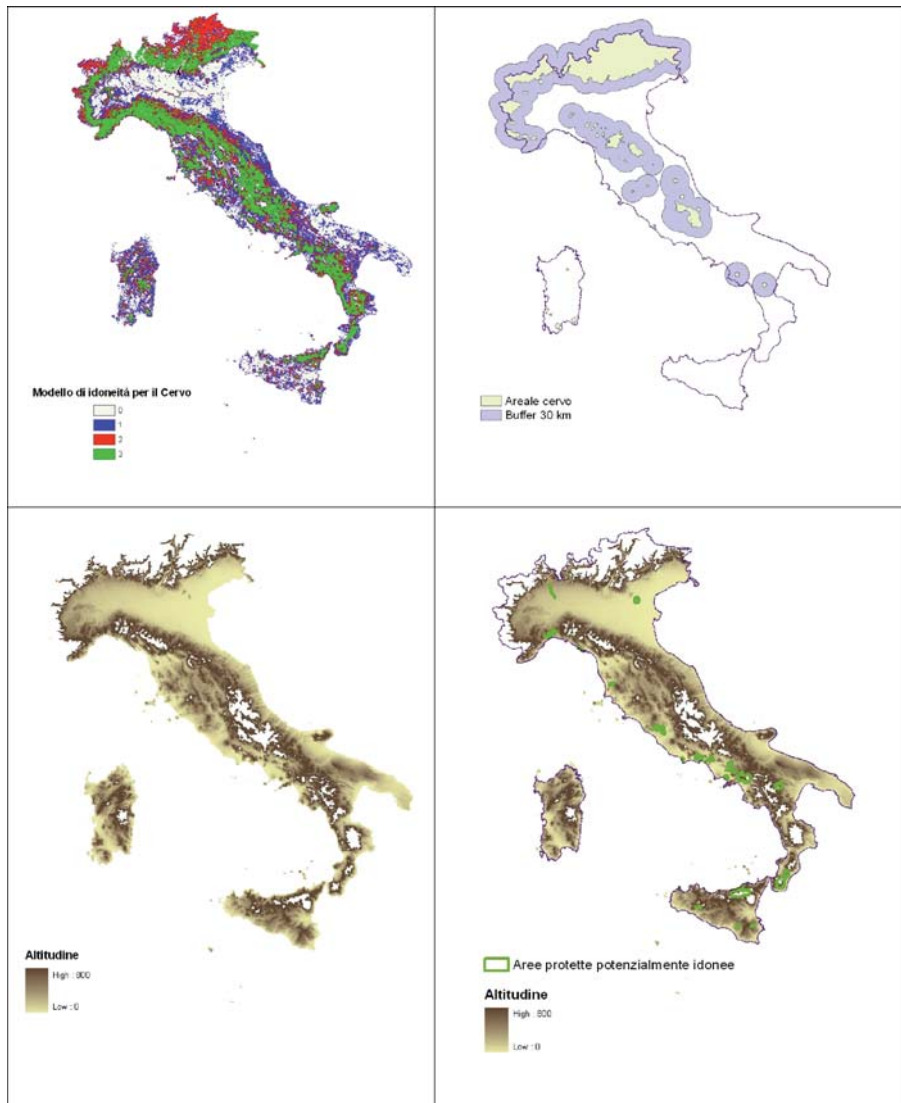 Modello di idoneità per il Cervo
0
1
2
3
Areale cervo
Buffer 30 km
Altitudine
High : 800
Low : 0
Aree protette potenzialmente idonee
Altitudine
High : 800
Low : 0